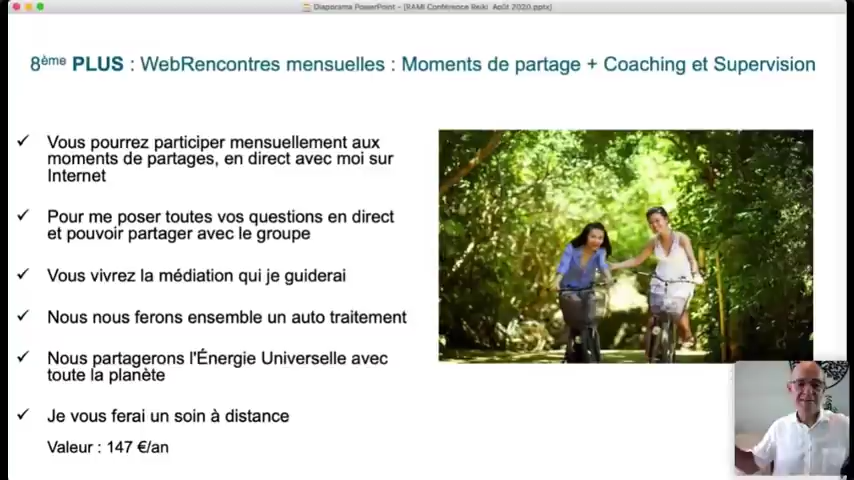 Diaporama PowerPoint - [RAMI Conférence Reiki Août 2020.pptx]
8ème PLUS : WebRencontres mensuelles : Moments de partage + Coaching et Supervision
✓ Vous pourrez participer mensuellement aux
moments de partages, en direct avec moi sur
Internet
✓ Pour me poser toutes vos questions en direct
et pouvoir partager avec le groupe
✓ Vous vivrez la médiation qui je guiderai
✓ Nous nous ferons ensemble un auto traitement
✓ Nous partagerons l'Énergie Universelle avec
toute la planète
✓ Je vous ferai un soin à distance
Valeur : 147 €/an